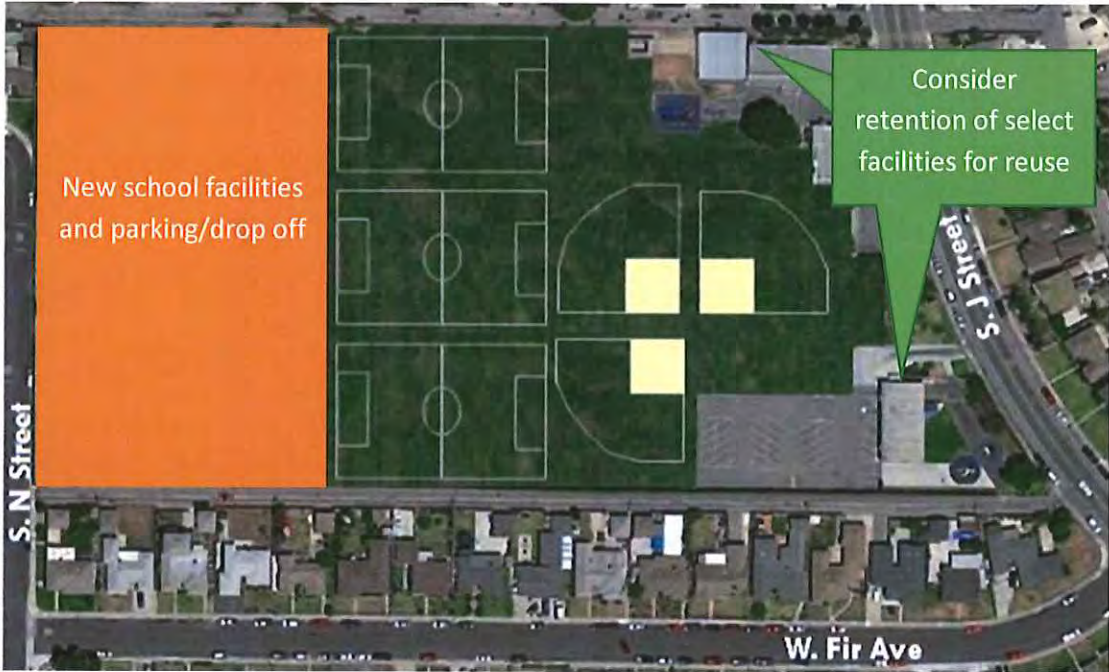 New school facilities
and parking/drop off
Consider
retention of select
facilities for reuse
S. J Street
S. N Street
W. Fir Ave